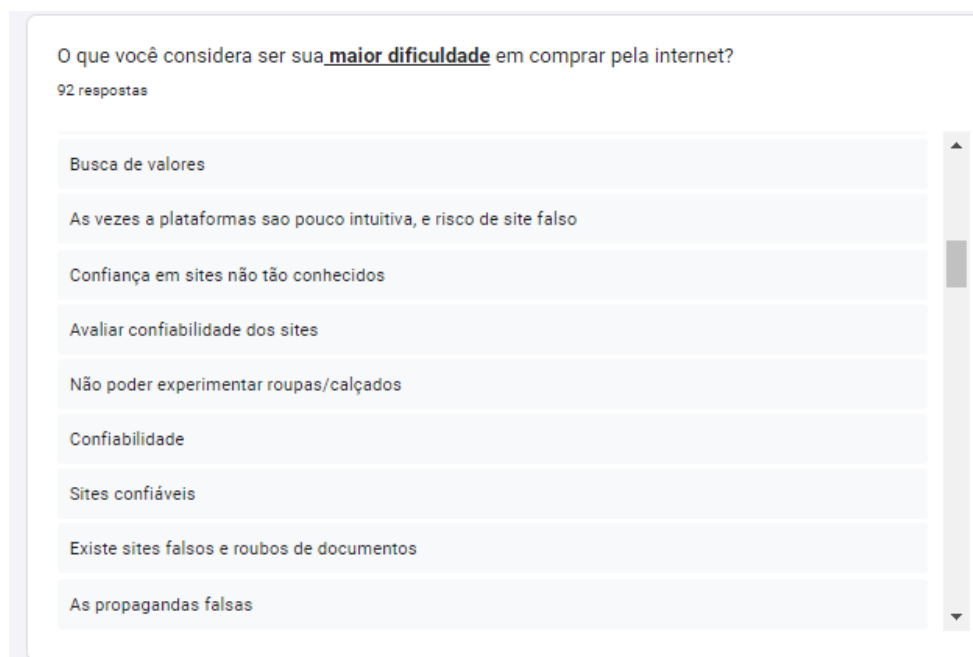 O que você considera ser sua maior dificuldade em comprar pela internet?
92 respostas
Busca de valores
As vezes a plataformas sao pouco intuitiva, e risco de site falso
Confiança em sites não tão conhecidos
Avaliar confiabilidade dos sites
Não poder experimentar roupas/calçados
Confiabilidade
Sites confiáveis
Existe sites falsos e roubos de documentos
As propagandas falsas